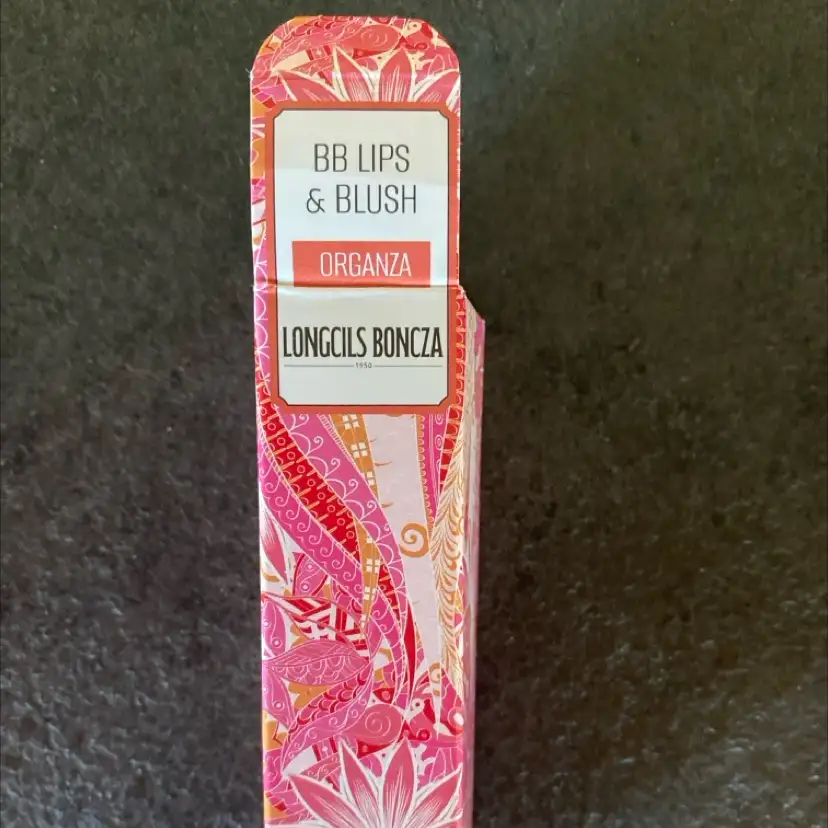 BB LIPS
& BLUSH
ORGANZA
LONGCILS BONCZA
1950